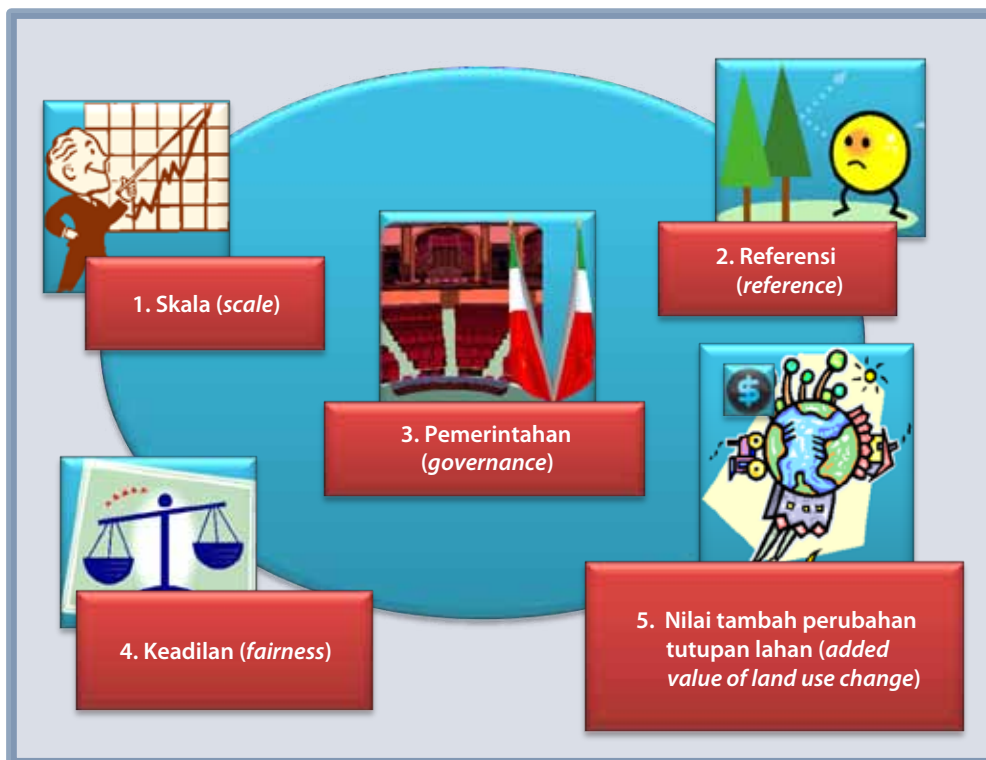 1. Skala (scale)
2. Referensi
(reference)
3. Pemerintahan
(governance)
$
4. Keadilan (fairness)
5. Nilai tambah perubahan
tutupan lahan (added
value of land use change)